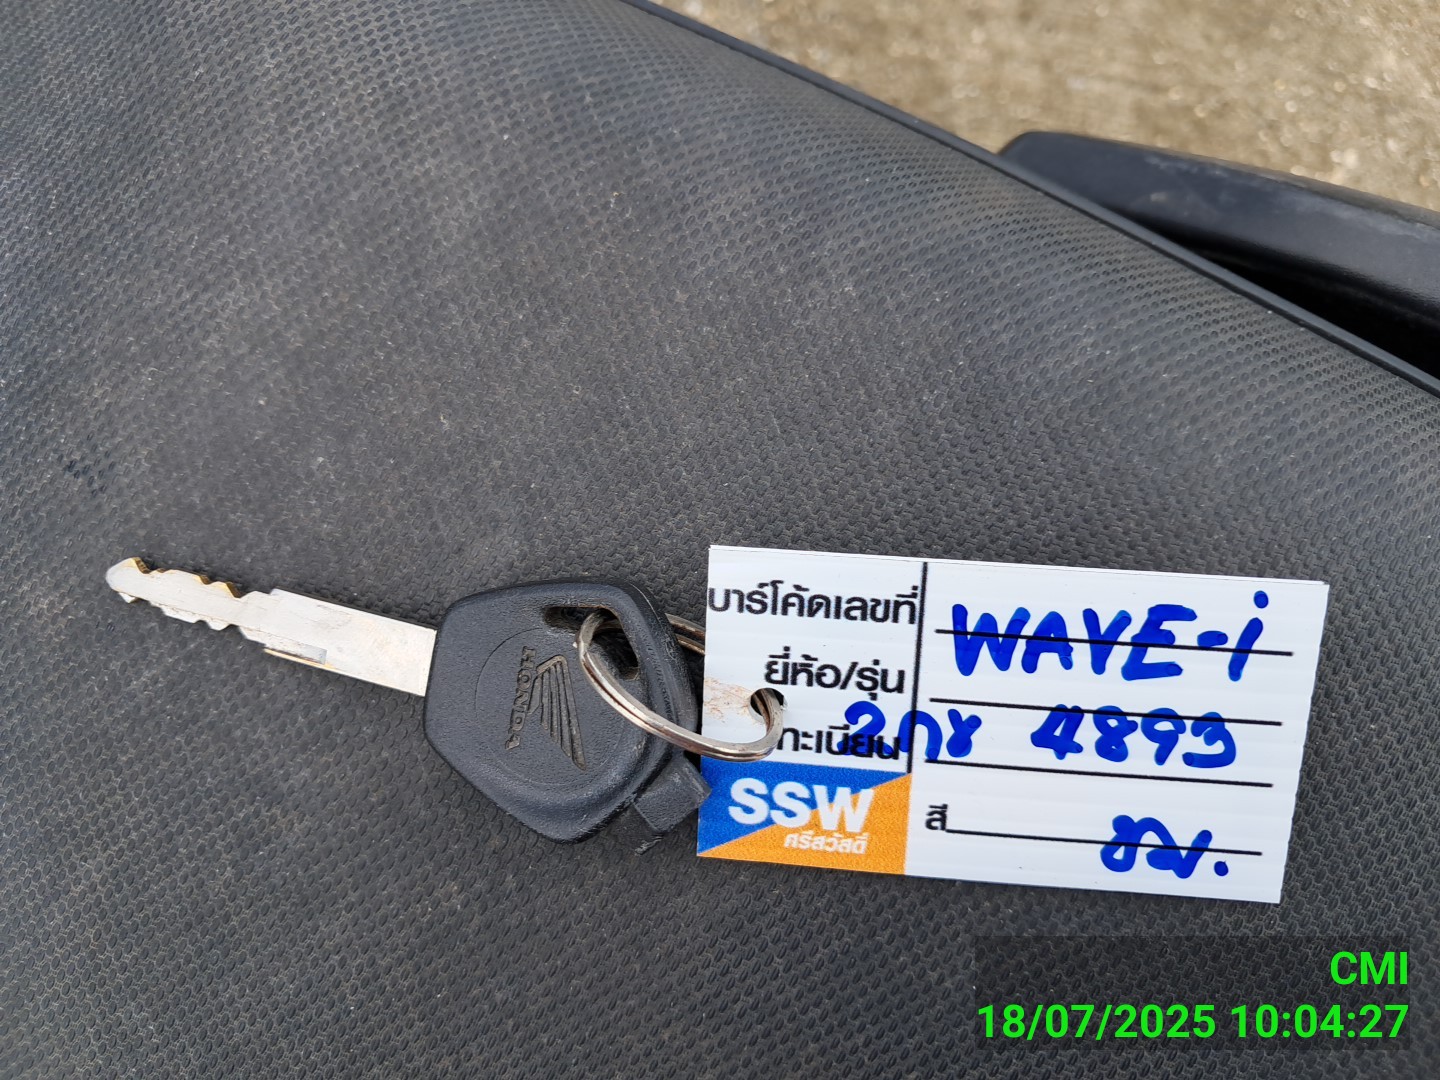 HONDA
บาร์โค้ดเลขที่
WAVE-i
ยี่ห้อ/รุ่น
ทะเบียน 2กษ 4893
SSW
ศรีสวัสดิ์
สี ชม.
CMI
18/07/2025 10:04:27